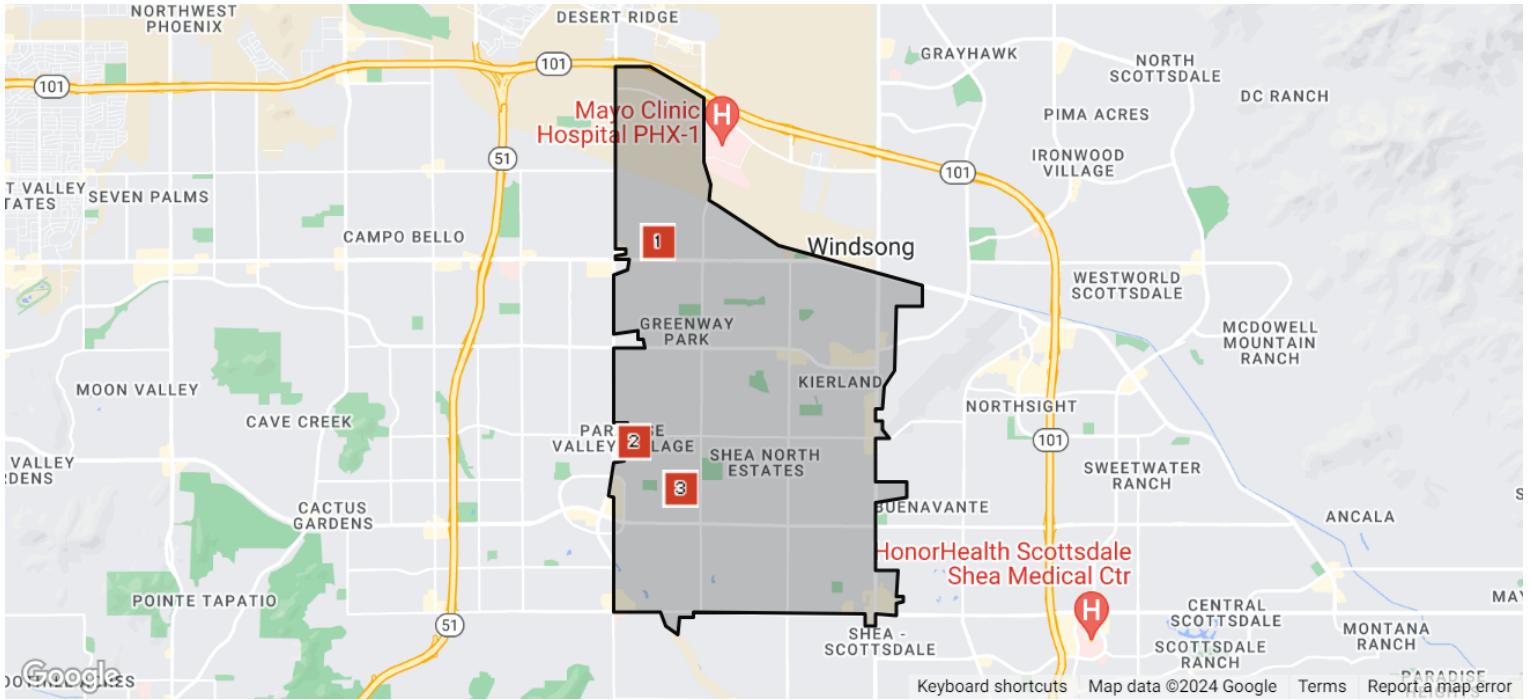 NORTHWEST
PHOENIX
DESERT RIDGE
101
101
GRAYHAWK
NORTH
SCOTTSDALE
DC RANCH
Mayo Clinic
Hospital PHX-1
H
PIMA ACRES
51
101
IRONWOOD
VILLAGE
SEVEN PALMS
VALLEY
CAMPO BELLO
1
Windsong
WESTWORLD
SCOTTSDALE
GREENWAY
PARK
MCDOWELL
MOUNTAIN
RANCH
MOON VALLEY
KIERLAND
NORTHSIGHT
CAVE CREEK
2
VALLEY
101
SHEA NORTH
ESTATES
SWEETWATER
RANCH
VALLEY
3
CACTUS
GARDENS
BUENAVANTE
ANCALA
HonorHealth Scottsdale
Shea Medical Ctr
H
POINTE TAPATIO
51
CENTRAL
SCOTTSDALE
SHEA -
SCOTTSDALE
MONTANA
RANCH
SCOTTSDALE
RANCH
Google
Keyboard shortcuts
Map data ©2024 Google
Terms
Report a map error